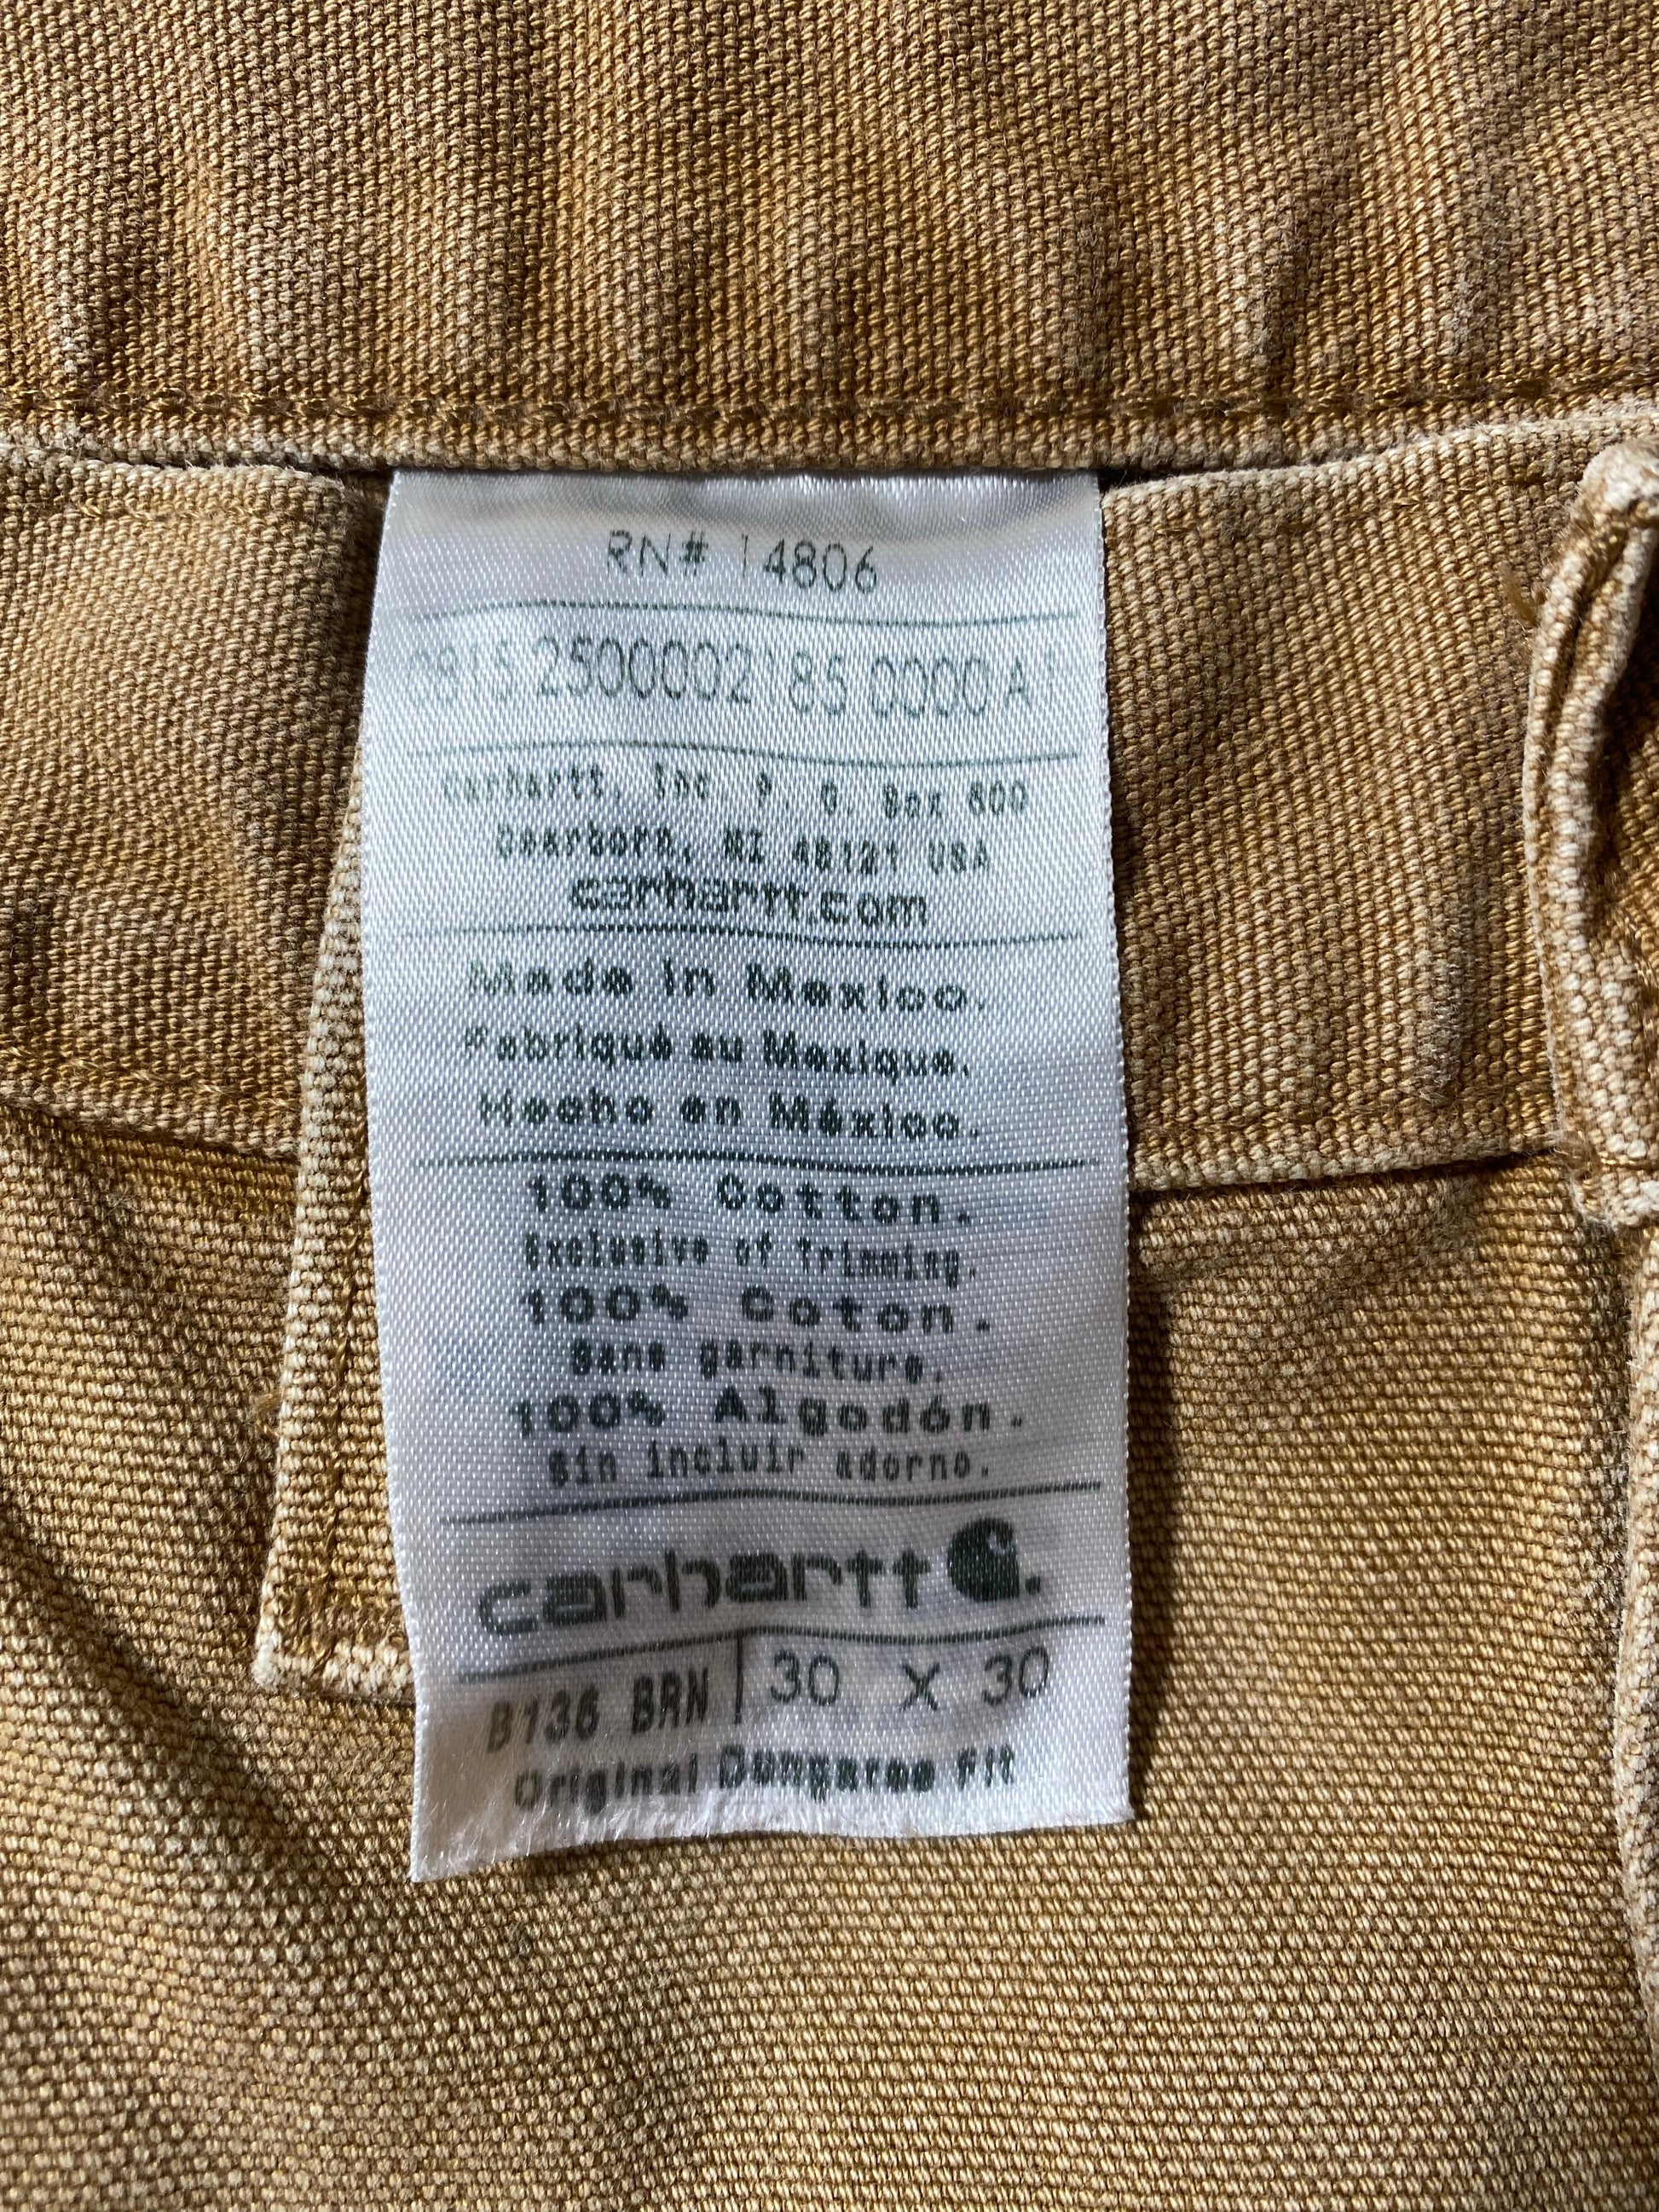 RN# 14806
2500002185 0000A
Carhartt, Inc P. O. Box 600
Dearborn, MI 48121 USA
carhartt.com
Made in Mexico.
Fabriqué au Mexique.
Hecho en México.
100% Cotton.
Exclusive of Trimming.
100% Coton.
Sans garniture.
100% Algodón.
Sin incluir adorno.
carhartt
B136 BRN 30 X 30
Original Dungaree Fit